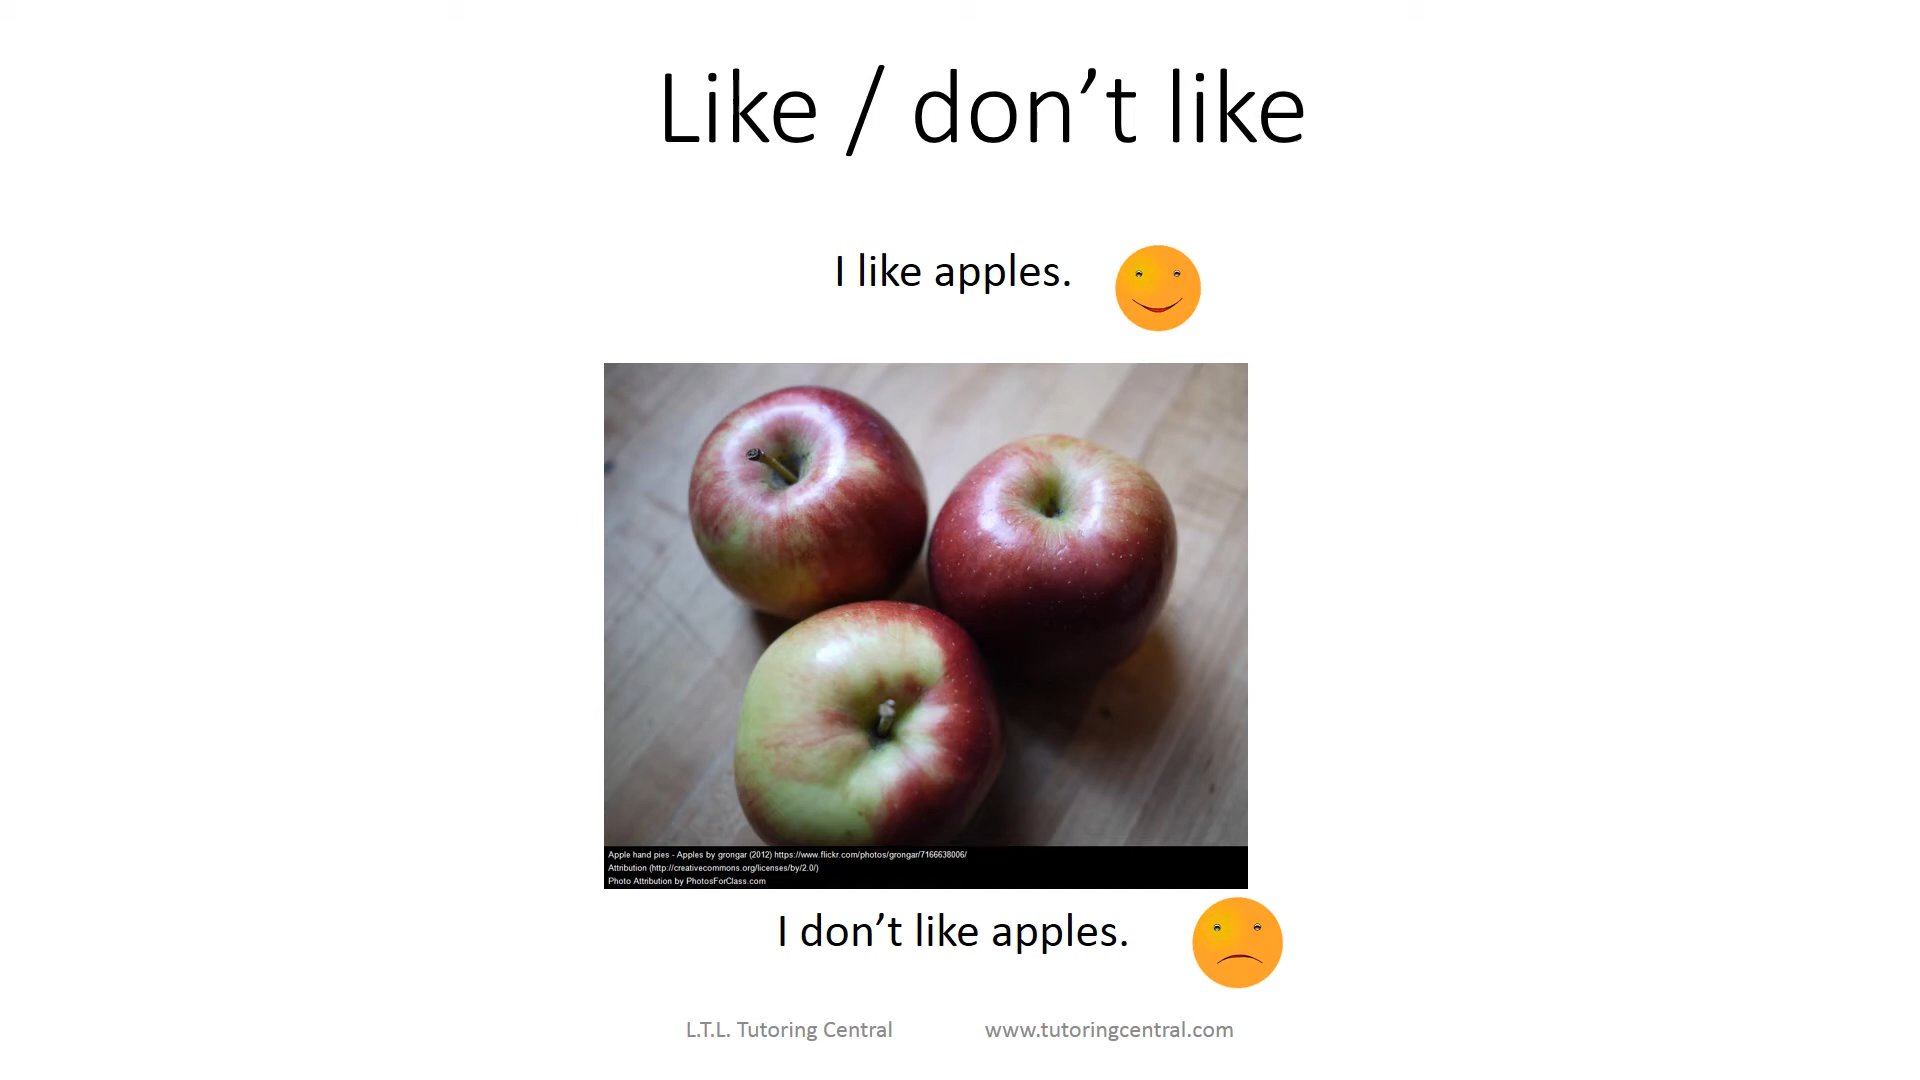 Like / don’t like
I like apples.
Apple hand pies - Apples by grongar (2012) https://www.flickr.com/photos/grongar/7166638006/
Attribution (http://creativecommons.org/licenses/by/2.0/)
Photo Attribution by PhotosForClass.com
I don’t like apples.
L.T.L. Tutoring Central www.tutoringcentral.com